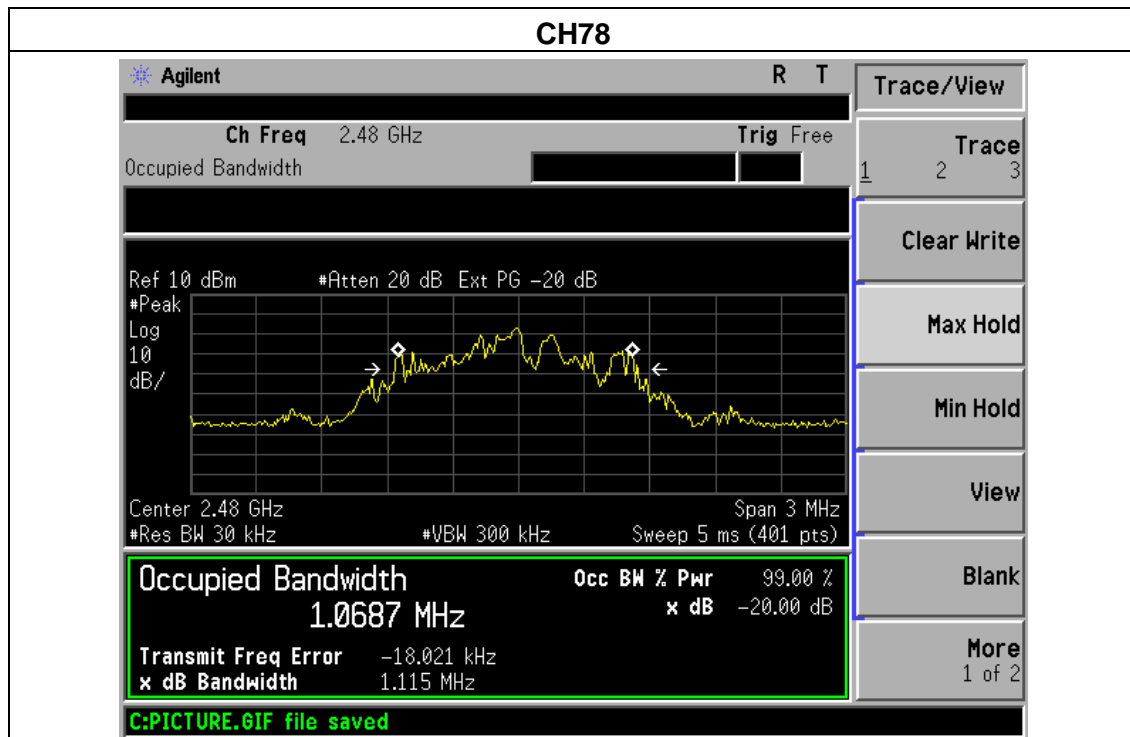 CH78
Agilent R T
Trace/View
Ch Freq 2.48 GHz Trig Free
Occupied Bandwidth
Trace
1 2 3
Clear Write
Ref 10 dBm #Atten 20 dB Ext PG -20 dB
#Peak
Log
10
dB/
Max Hold
Min Hold
View
Center 2.48 GHz Span 3 MHz
#Res BW 30 kHz #VBW 300 kHz Sweep 5 ms (401 pts)
Occupied Bandwidth Occ BW % Pwr 99.00 %
1.0687 MHz x dB -20.00 dB
Blank
Transmit Freq Error -18.021 kHz
x dB Bandwidth 1.115 MHz
More
1 of 2
C:PICTURE.GIF file saved